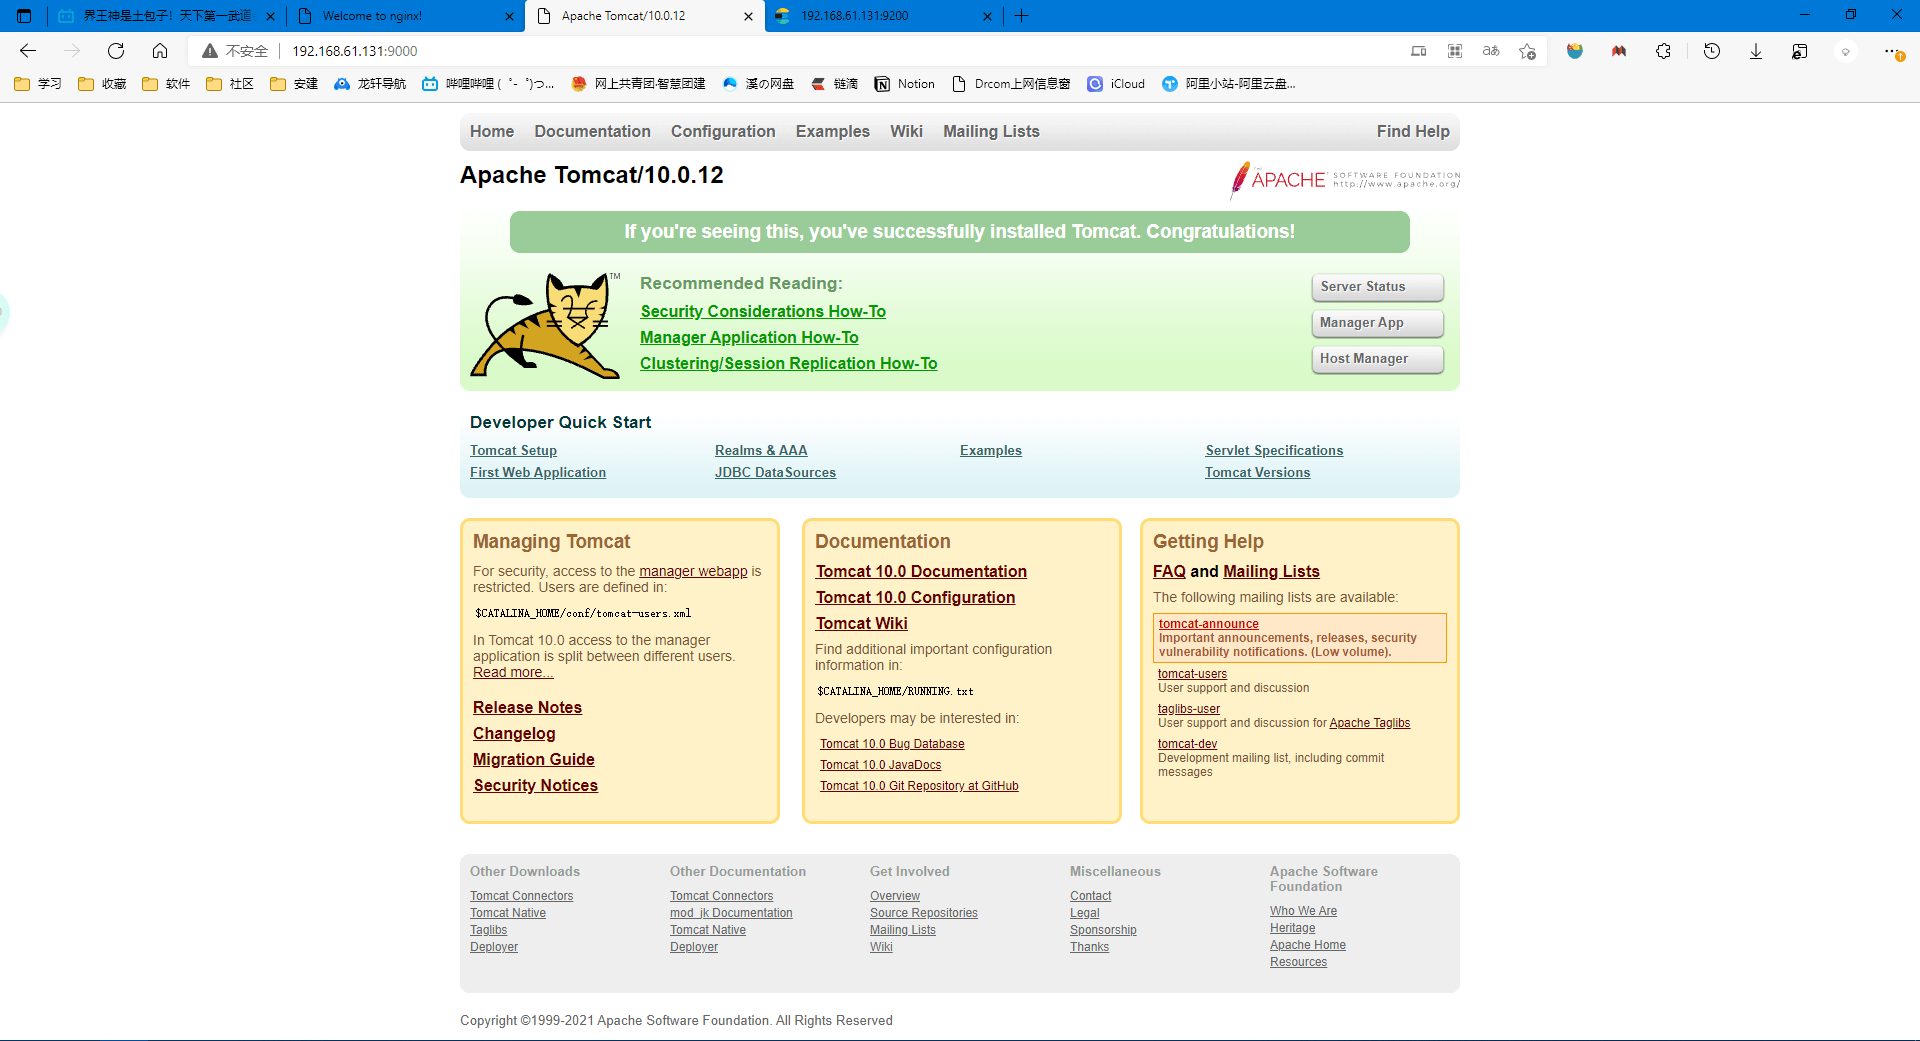 界王神是土包子！天下第一武道
Welcome to nginx!
Apache Tomcat/10.0.12
192.168.61.131:9200
不安全
192.168.61.131:9000
学习
收藏
软件
社区
安建
龙轩导航
哔哩哔哩 (゜-゜)つ...
网上共青团·智慧团建
溪の网盘
链滴
Notion
Drcom上网信息窗
iCloud
阿里小站-阿里云盘...
Home Documentation Configuration Examples Wiki Mailing Lists Find Help
Apache Tomcat/10.0.12
THE APACHE SOFTWARE FOUNDATION
http://www.apache.org/
If you're seeing this, you've successfully installed Tomcat. Congratulations!
TM
Recommended Reading:
Security Considerations How-To
Manager Application How-To
Clustering/Session Replication How-To
Server Status
Manager App
Host Manager
Developer Quick Start
Tomcat Setup
First Web Application
Realms & AAA
JDBC DataSources
Examples
Servlet Specifications
Tomcat Versions
Managing Tomcat
For security, access to the manager webapp is
restricted. Users are defined in:
$CATALINA_HOME/conf/tomcat-users.xml
In Tomcat 10.0 access to the manager
application is split between different users.
Read more...
Release Notes
Changelog
Migration Guide
Security Notices
Documentation
Tomcat 10.0 Documentation
Tomcat 10.0 Configuration
Tomcat Wiki
Find additional important configuration
information in:
$CATALINA_HOME/RUNNING.txt
Developers may be interested in:
Tomcat 10.0 Bug Database
Tomcat 10.0 JavaDocs
Tomcat 10.0 Git Repository at GitHub
Getting Help
FAQ and Mailing Lists
The following mailing lists are available:
tomcat-announce
Important announcements, releases, security
vulnerability notifications. (Low volume).
tomcat-users
User support and discussion
taglibs-user
User support and discussion for Apache Taglibs
tomcat-dev
Development mailing list, including commit
messages
Other Downloads
Tomcat Connectors
Tomcat Native
Taglibs
Deployer
Other Documentation
Tomcat Connectors
mod_jk Documentation
Tomcat Native
Deployer
Get Involved
Overview
Source Repositories
Mailing Lists
Wiki
Miscellaneous
Contact
Legal
Sponsorship
Thanks
Apache Software
Foundation
Who We Are
Heritage
Apache Home
Resources
Copyright ©1999-2021 Apache Software Foundation. All Rights Reserved